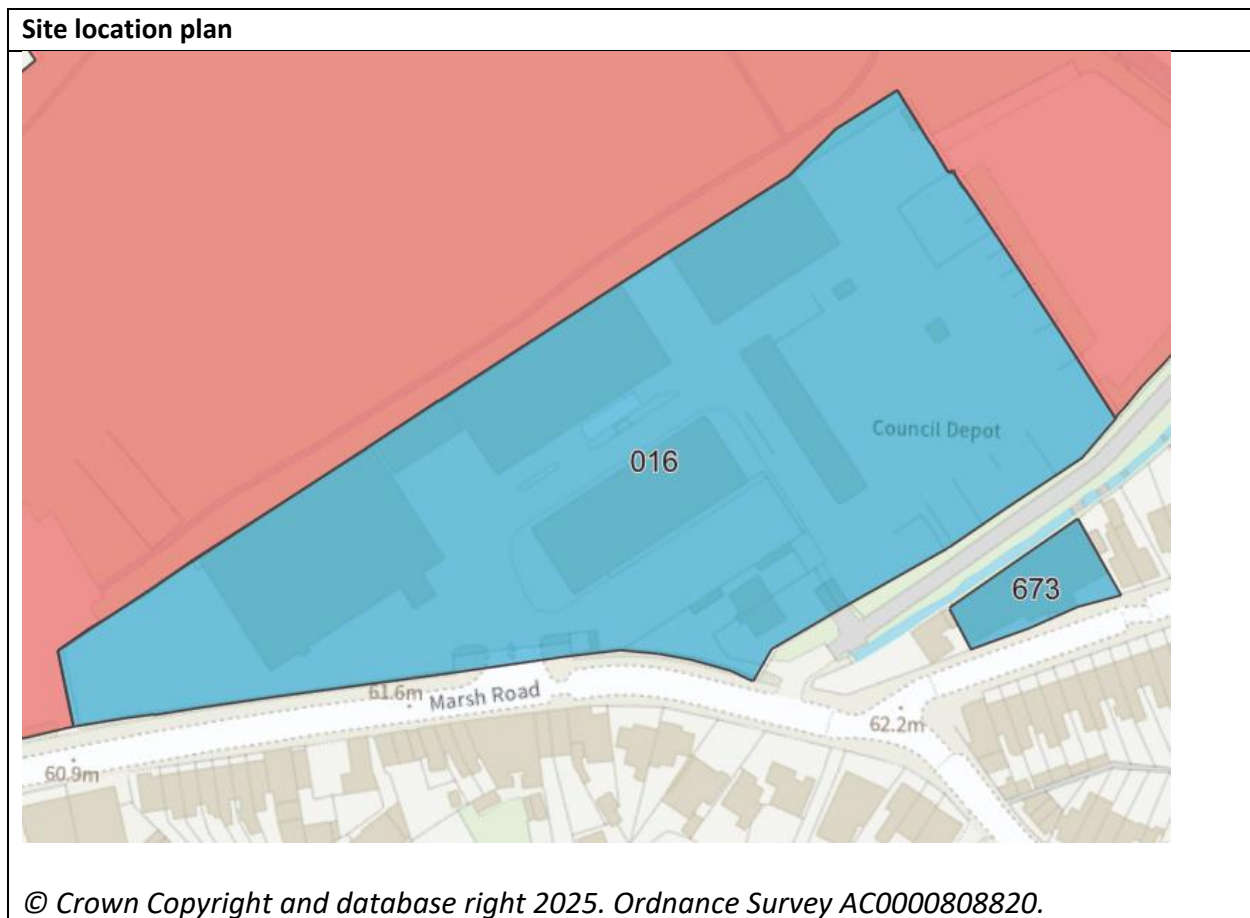 Site location plan
Council Depot
016
673
61.6m
Marsh Road
62.2m
60.9m
© Crown Copyright and database right 2025. Ordnance Survey AC0000808820.